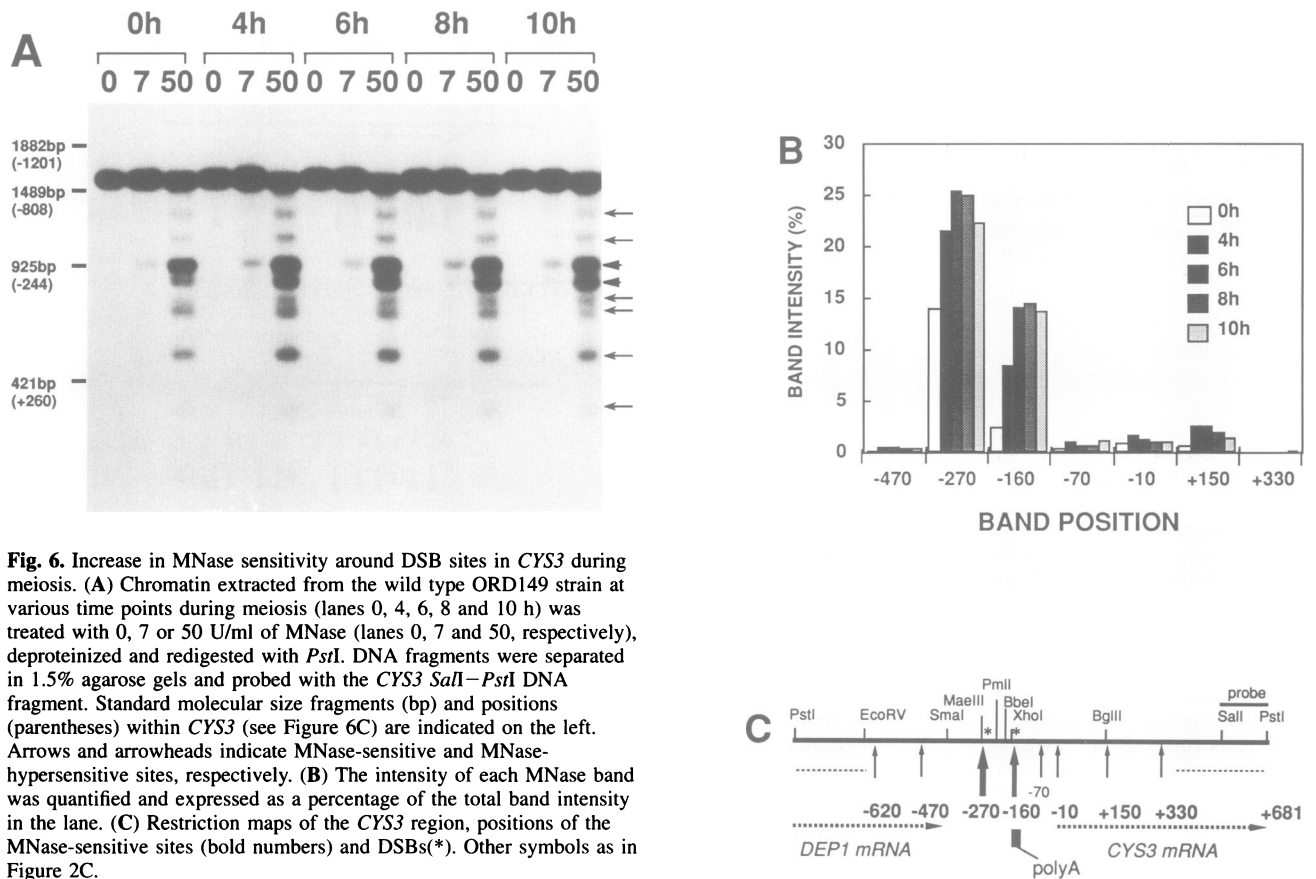 A
0h 4h 6h 8h 10h
0 7 50 0 7 50 0 7 50 0 7 50 0 7 50
1882bp
(-1201)
1489bp
(-808)
925bp
(-244)
421bp
(+260)
B
30
25
20
15
10
5
0
BAND INTENSITY (%)
0h
4h
6h
8h
10h
-470 -270 -160 -70 -10 +150 +330
BAND POSITION
Fig. 6. Increase in MNase sensitivity around DSB sites in CYS3 during
meiosis. (A) Chromatin extracted from the wild type ORD149 strain at
various time points during meiosis (lanes 0, 4, 6, 8 and 10 h) was
treated with 0, 7 or 50 U/ml of MNase (lanes 0, 7 and 50, respectively),
deproteinized and redigested with PstI. DNA fragments were separated
in 1.5% agarose gels and probed with the CYS3 SalI–PstI DNA
fragment. Standard molecular size fragments (bp) and positions
(parentheses) within CYS3 (see Figure 6C) are indicated on the left.
Arrows and arrowheads indicate MNase-sensitive and MNase-
hypersensitive sites, respectively. (B) The intensity of each MNase band
was quantified and expressed as a percentage of the total band intensity
in the lane. (C) Restriction maps of the CYS3 region, positions of the
MNase-sensitive sites (bold numbers) and DSBs(*). Other symbols as in
Figure 2C.
C
PmlI
MaeIII BbeI probe
PstI EcoRV SmaI XhoI BglII SalI PstI
* *
-70
-620 -470 -270 -160 -10 +150 +330 +681
DEP1 mRNA CYS3 mRNA
polyA